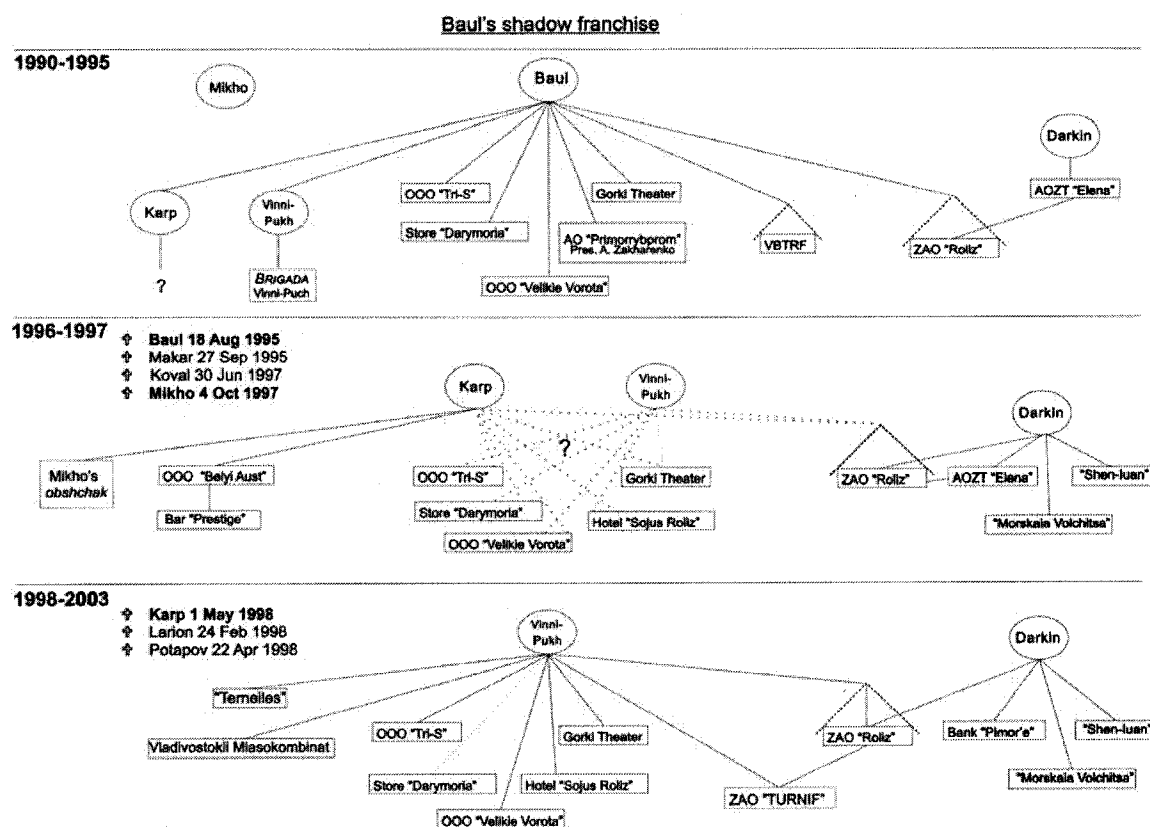 Baul's shadow franchise
1990-1995
Mikho
Baul
Darkin
Karp
Vinni-
Pukh
OOO "Tri-S"
Gorki Theater
AOZT "Elena"
Store "Darymoria"
AO "Primorrybprom"
Pres. A. Zakharenko
VBTRF
ZAO "Roliz"
?
BRIGADA
Vinni-Puch
OOO "Velikie Vorota"
1996-1997
✞ Baul 18 Aug 1995
✞ Makar 27 Sep 1995
✞ Koval 30 Jun 1997
✞ Mikho 4 Oct 1997
Karp
Vinni-
Pukh
Darkin
?
Mikho's
obshchak
OOO "Belyi Aust"
OOO "Tri-S"
Gorki Theater
ZAO "Roliz"
AOZT "Elena"
"Shen-Iuan"
Bar "Prestige"
Store "Darymoria"
Hotel "Sojus Roliz"
"Morskaia Volchitsa"
OOO "Velikie Vorota"
1998-2003
✞ Karp 1 May 1998
✞ Larion 24 Feb 1998
✞ Potapov 22 Apr 1998
Vinni-
Pukh
Darkin
"Terneiles"
OOO "Tri-S"
Gorki Theater
ZAO "Roliz"
Bank "Pimor'e"
"Shen-Iuan"
Vladivostokii Miasokombinat
Store "Darymoria"
Hotel "Sojus Roliz"
ZAO "TURNIF"
"Morskaia Volchitsa"
OOO "Velikie Vorota"